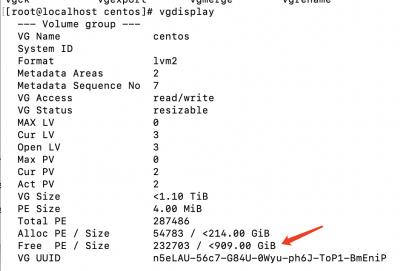 [[root@localhost centos]# vgdisplay
--- Volume group ---
VG Name centos
System ID
Format lvm2
Metadata Areas 2
Metadata Sequence No 7
VG Access read/write
VG Status resizable
MAX LV 0
Cur LV 3
Open LV 3
Max PV 0
Cur PV 2
Act PV 2
VG Size <1.10 TiB
PE Size 4.00 MiB
Total PE 287486
Alloc PE / Size 54783 / <214.00 GiB
Free PE / Size 232703 / <909.00 GiB
VG UUID n5eLAU-56c7-G84U-0Wyu-ph6J-ToP1-BmEniP